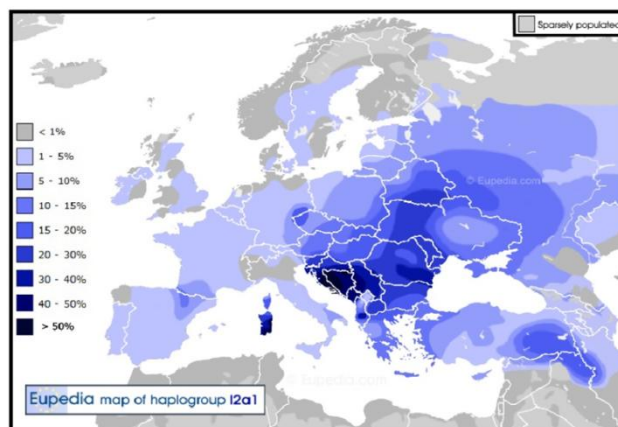 Sparsely populated
< 1%
1 - 5%
5 - 10%
10 - 15%
15 - 20%
20 - 30%
30 - 40%
40 - 50%
> 50%
© Eupedia.com
© Eupedia.com
Eupedia map of haplogroup I2a1